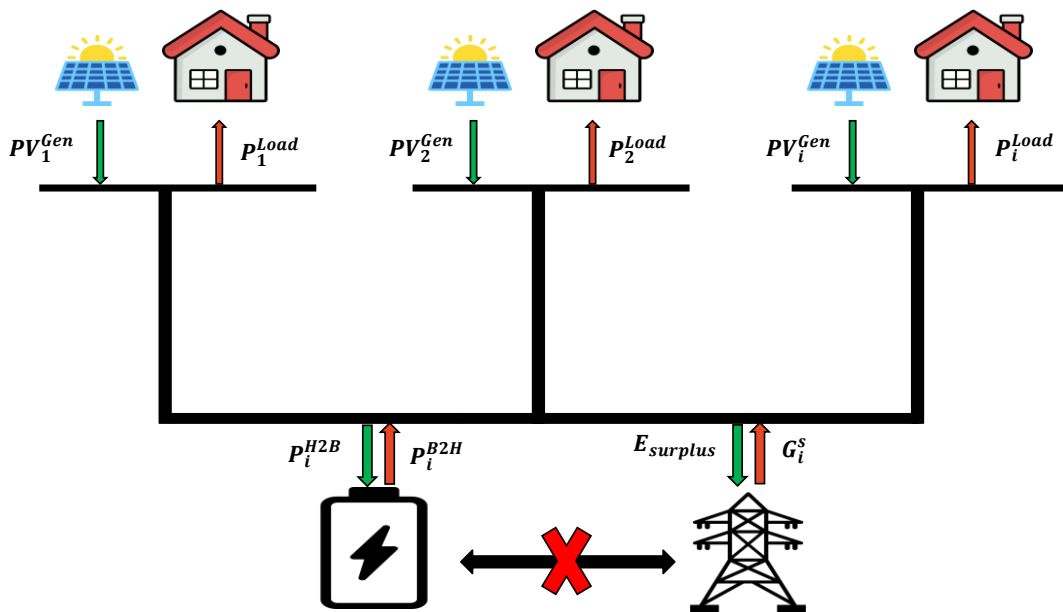 PV_1^Gen
P_1^Load
PV_2^Gen
P_2^Load
PV_i^Gen
P_i^Load
P_i^H2B
P_i^B2H
E_surplus
G_i^s